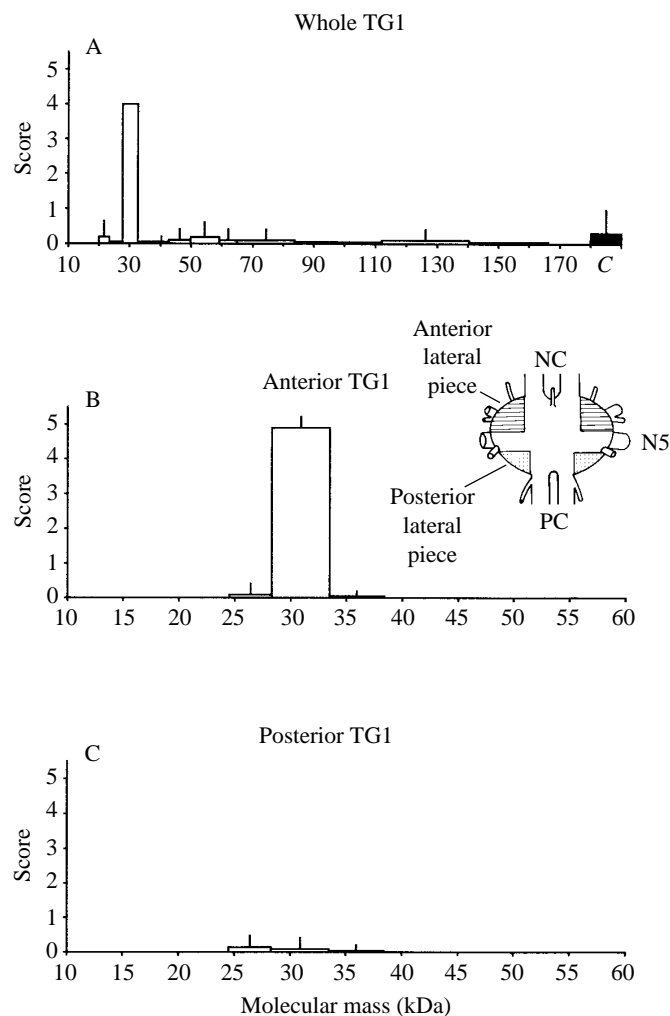 Whole TG1
A
5
4
3
2
1
0
Score
10 30 50 70 90 110 130 150 170 C
Anterior
lateral
piece
NC
N5
Posterior
lateral
piece
PC
Anterior TG1
B
5
4
3
2
1
0
Score
10 15 20 25 30 35 40 45 50 55 60
Posterior TG1
C
5
4
3
2
1
0
Score
10 15 20 25 30 35 40 45 50 55 60
Molecular mass (kDa)